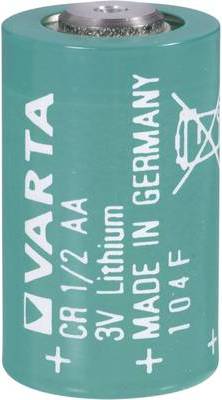 VARTA
+ CR 1/2 AA
3V Lithium
+ MADE IN GERMANY
104F +